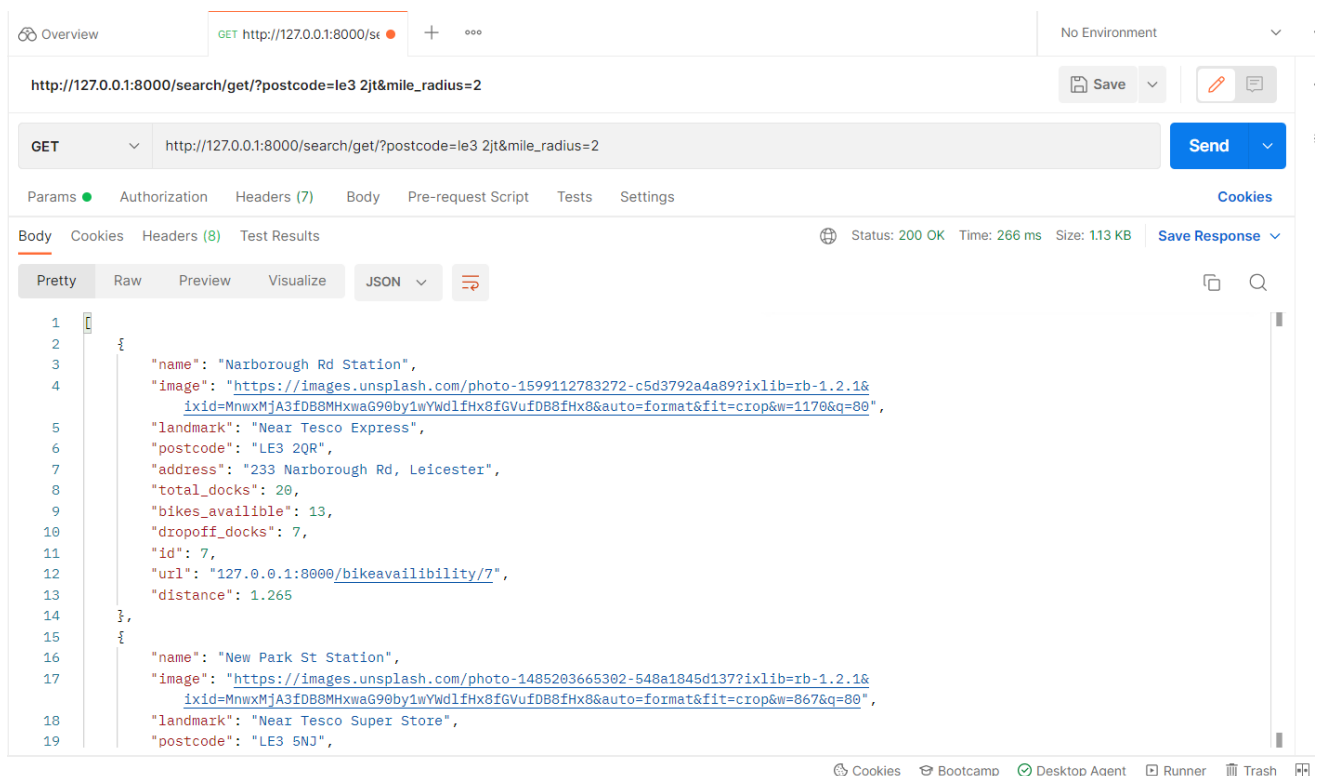 Overview GET http://127.0.0.1:8000/se No Environment
http://127.0.0.1:8000/search/get/?postcode=le3 2jt&mile_radius=2 Save
GET http://127.0.0.1:8000/search/get/?postcode=le3 2jt&mile_radius=2 Send
Params Authorization Headers (7) Body Pre-request Script Tests Settings Cookies
Body Cookies Headers (8) Test Results Status: 200 OK Time: 266 ms Size: 1.13 KB Save Response
Pretty Raw Preview Visualize JSON
1 [
2 {
3 "name": "Narborough Rd Station",
4 "image": "https://images.unsplash.com/photo-1599112783272-c5d3792a4a89?ixlib=rb-1.2.1&
ixid=MnwxMjA3fDB8MHxwaG90by1wYWdlfHx8fGVufDB8fHx8&auto=format&fit=crop&w=1170&q=80",
5 "landmark": "Near Tesco Express",
6 "postcode": "LE3 2QR",
7 "address": "233 Narborough Rd, Leicester",
8 "total_docks": 20,
9 "bikes_availible": 13,
10 "dropoff_docks": 7,
11 "id": 7,
12 "url": "127.0.0.1:8000/bikeavailibility/7",
13 "distance": 1.265
14 },
15 {
16 "name": "New Park St Station",
17 "image": "https://images.unsplash.com/photo-1485203665302-548a1845d137?ixlib=rb-1.2.1&
ixid=MnwxMjA3fDB8MHxwaG90by1wYWdlfHx8fGVufDB8fHx8&auto=format&fit=crop&w=867&q=80",
18 "landmark": "Near Tesco Super Store",
19 "postcode": "LE3 5NJ",
Cookies Bootcamp Desktop Agent Runner Trash